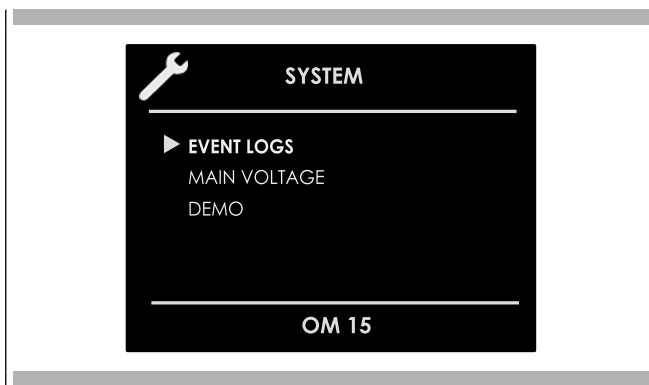 SYSTEM
EVENT LOGS
MAIN VOLTAGE
DEMO
OM 15